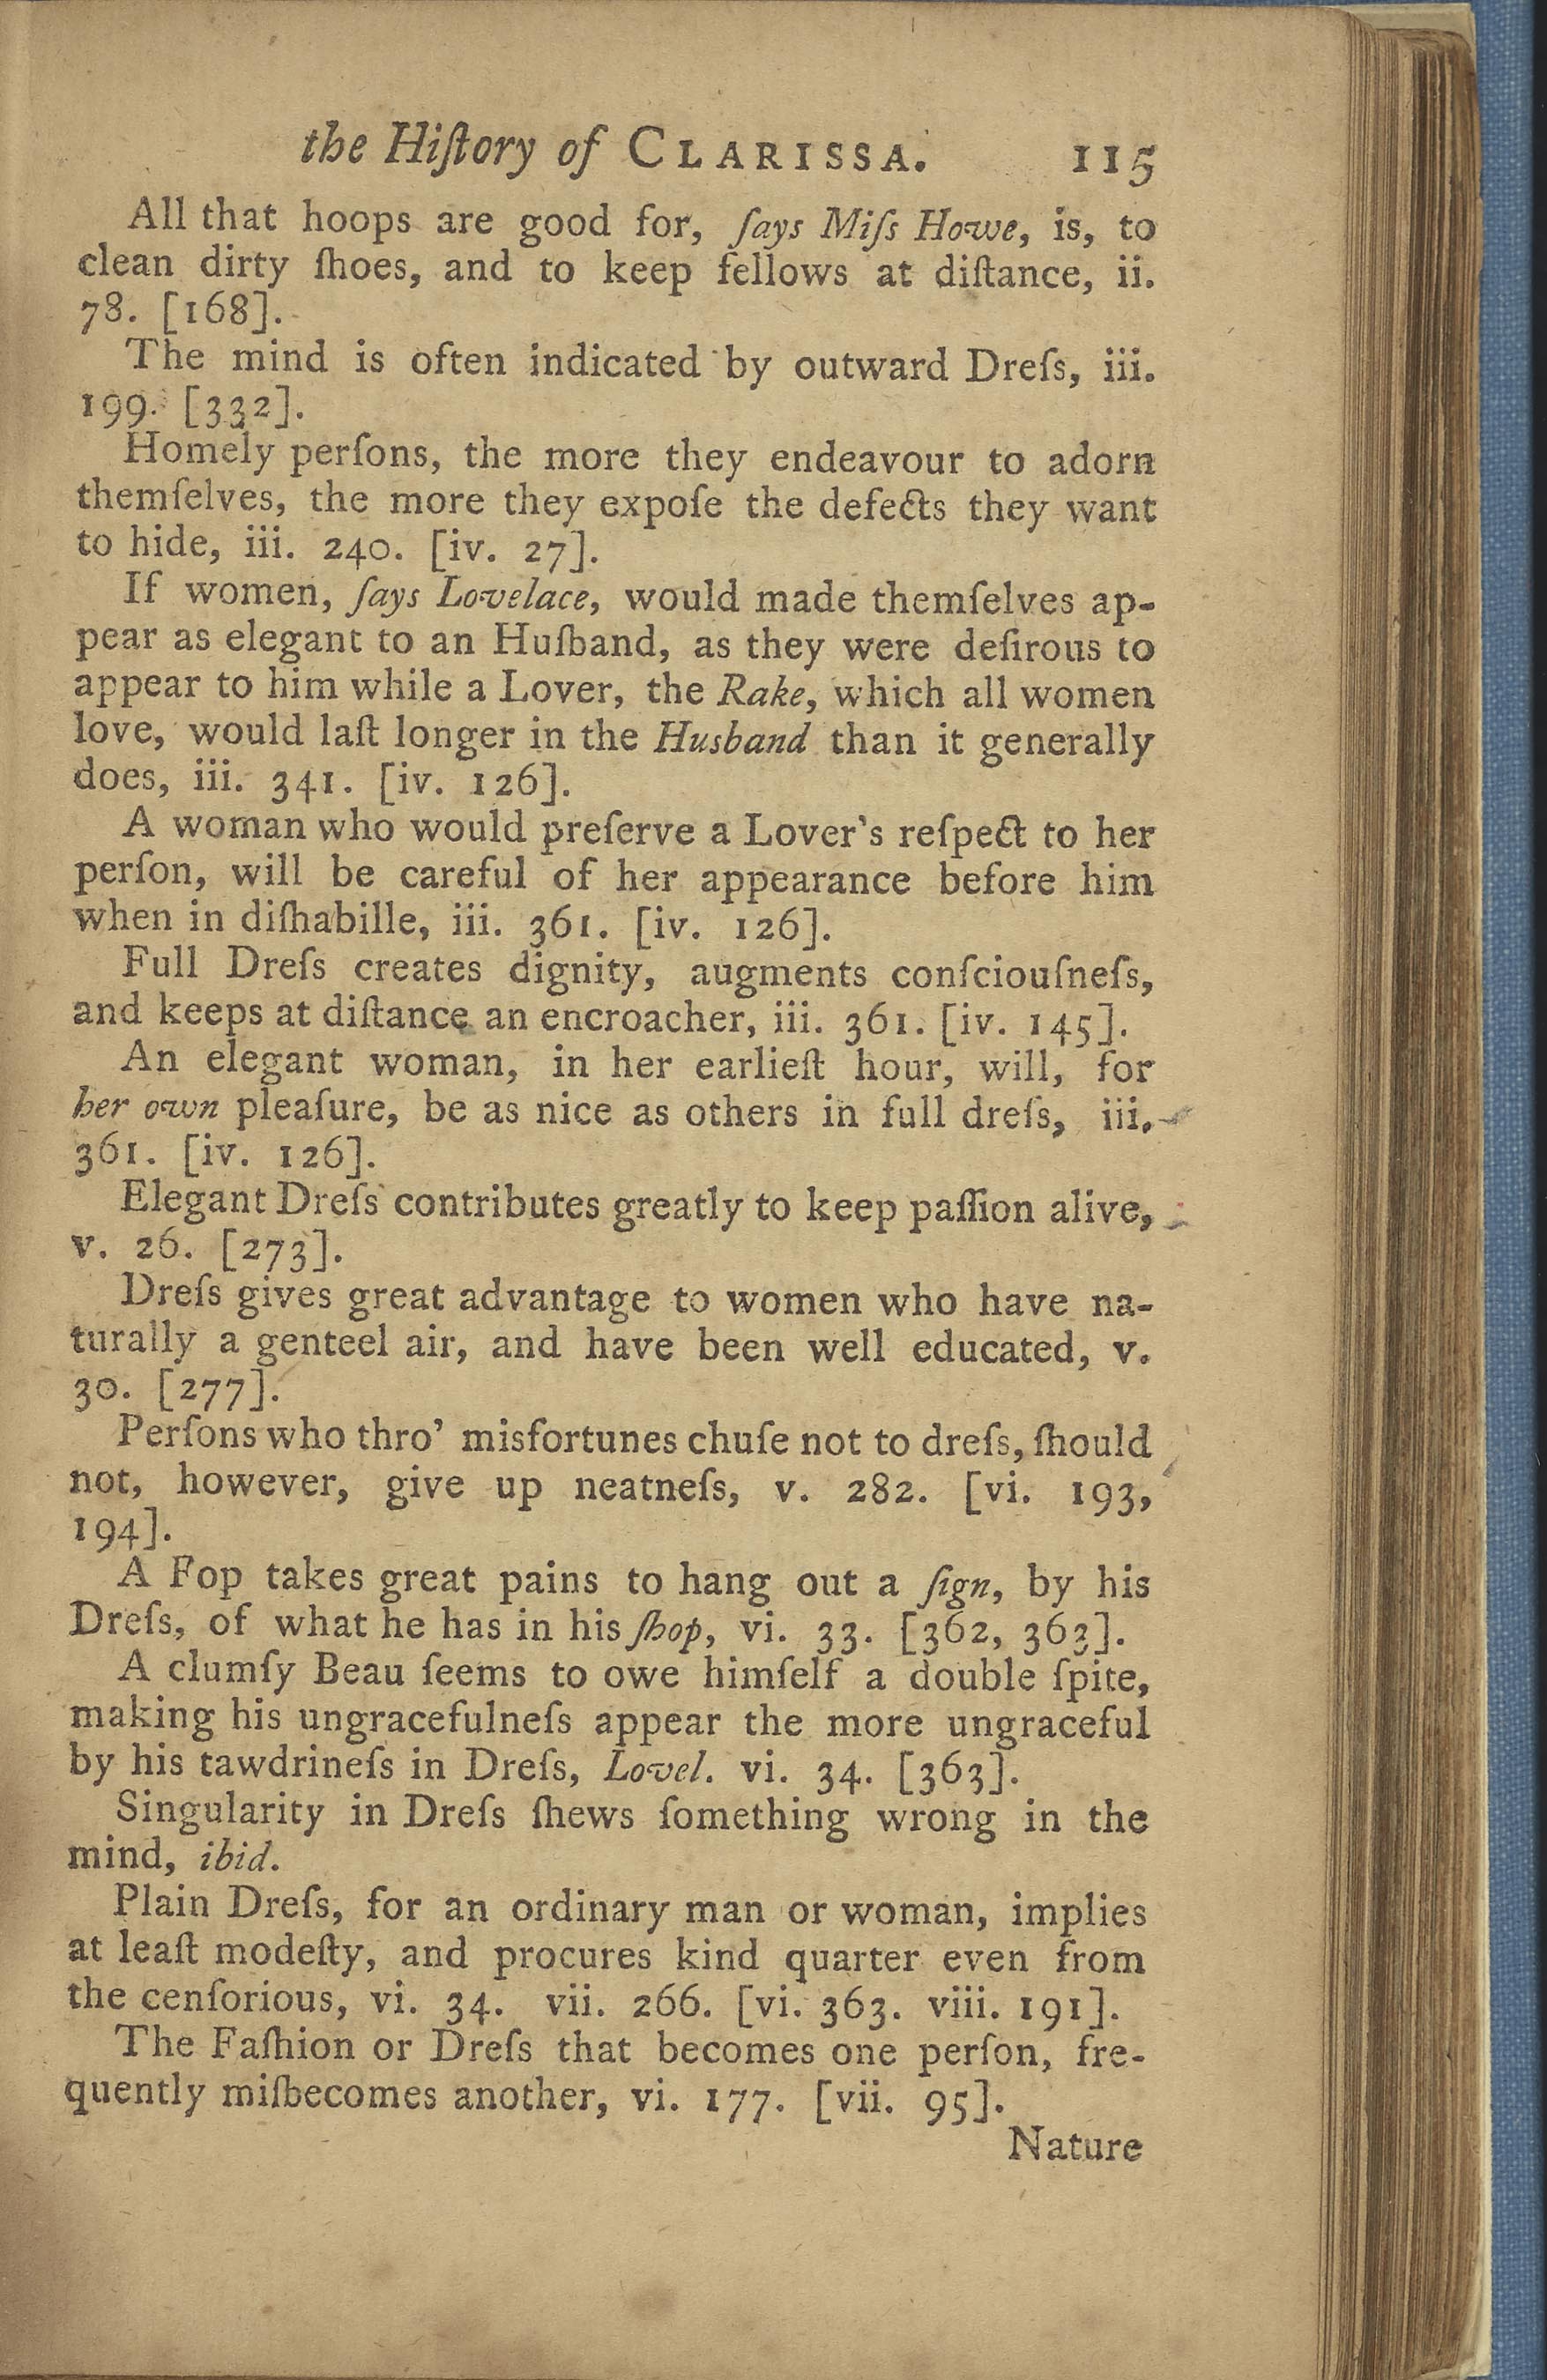 the Hiſtory of CLARISSA. 115
All that hoops are good for, ſays Miſs Howe, is, to
clean dirty ſhoes, and to keep fellows at diſtance, ii.
78. [168].
The mind is often indicated by outward Dreſs, iii.
199. [332].
Homely perſons, the more they endeavour to adorn
themſelves, the more they expoſe the defects they want
to hide, iii. 240. [iv. 27].
If women, ſays Lovelace, would made themſelves ap-
pear as elegant to an Huſband, as they were deſirous to
appear to him while a Lover, the Rake, which all women
love, would laſt longer in the Husband than it generally
does, iii. 341. [iv. 126].
A woman who would preſerve a Lover's reſpect to her
perſon, will be careful of her appearance before him
when in diſhabille, iii. 361. [iv. 126].
Full Dreſs creates dignity, augments conſciouſneſs,
and keeps at diſtance an encroacher, iii. 361. [iv. 145].
An elegant woman, in her earlieſt hour, will, for
her own pleaſure, be as nice as others in full dreſs, iii.
361. [iv. 126].
Elegant Dreſs contributes greatly to keep paſſion alive,
v. 26. [273].
Dreſs gives great advantage to women who have na-
turally a genteel air, and have been well educated, v.
30. [277].
Perſons who thro' misfortunes chuſe not to dreſs, ſhould
not, however, give up neatneſs, v. 282. [vi. 193,
194].
A Fop takes great pains to hang out a ſign, by his
Dreſs, of what he has in his ſhop, vi. 33. [362, 363].
A clumſy Beau ſeems to owe himſelf a double ſpite,
making his ungracefulneſs appear the more ungraceful
by his tawdrineſs in Dreſs, Lovel. vi. 34. [363].
Singularity in Dreſs ſhews ſomething wrong in the
mind, ibid.
Plain Dreſs, for an ordinary man or woman, implies
at leaſt modeſty, and procures kind quarter even from
the cenſorious, vi. 34. vii. 266. [vi. 363. viii. 191].
The Faſhion or Dreſs that becomes one perſon, fre-
quently miſbecomes another, vi. 177. [vii. 95].
Nature